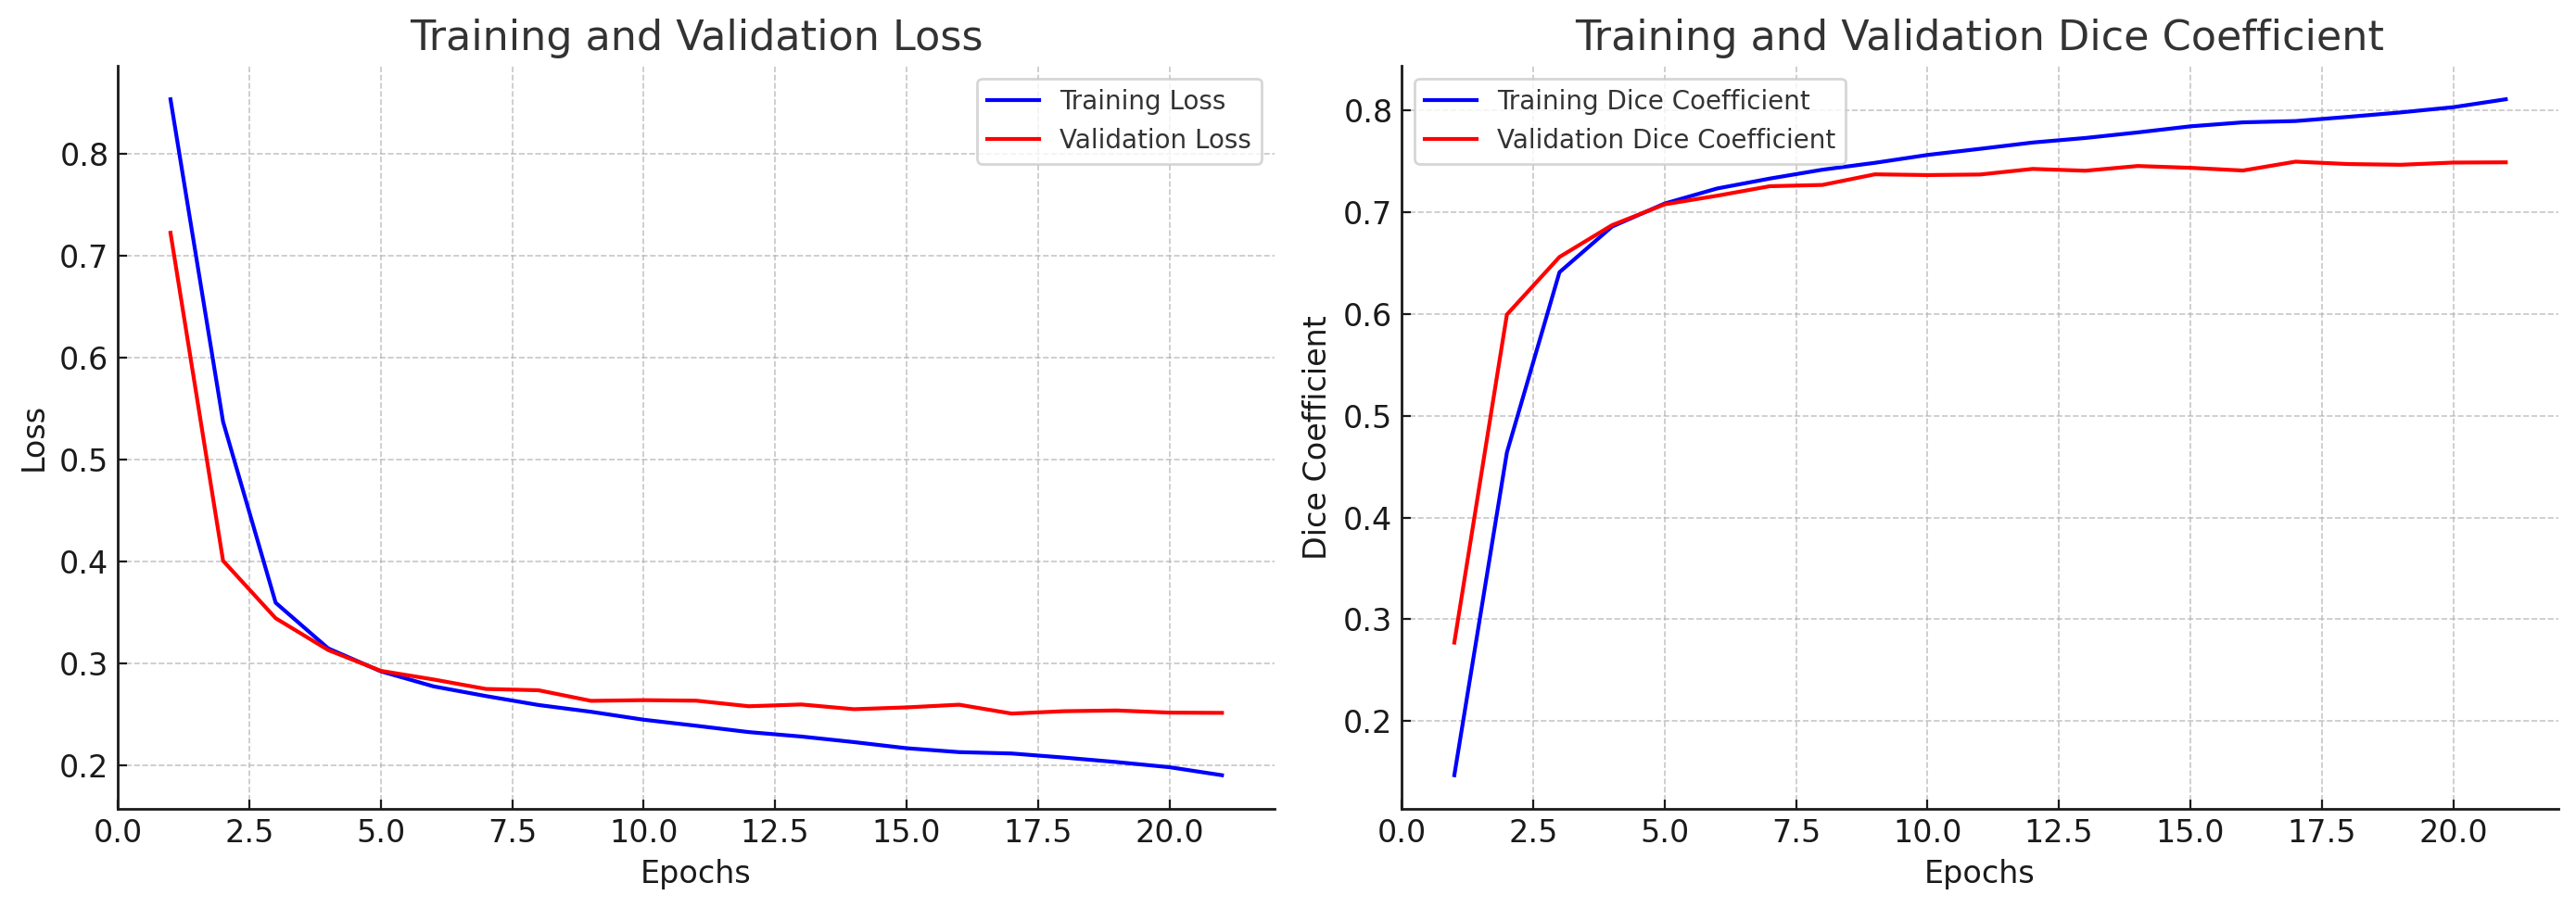 Training and Validation Loss
Training Loss
Validation Loss
Loss
0.8
0.7
0.6
0.5
0.4
0.3
0.2
0.0 2.5 5.0 7.5 10.0 12.5 15.0 17.5 20.0
Epochs
Training and Validation Dice Coefficient
Training Dice Coefficient
Validation Dice Coefficient
Dice Coefficient
0.8
0.7
0.6
0.5
0.4
0.3
0.2
0.0 2.5 5.0 7.5 10.0 12.5 15.0 17.5 20.0
Epochs